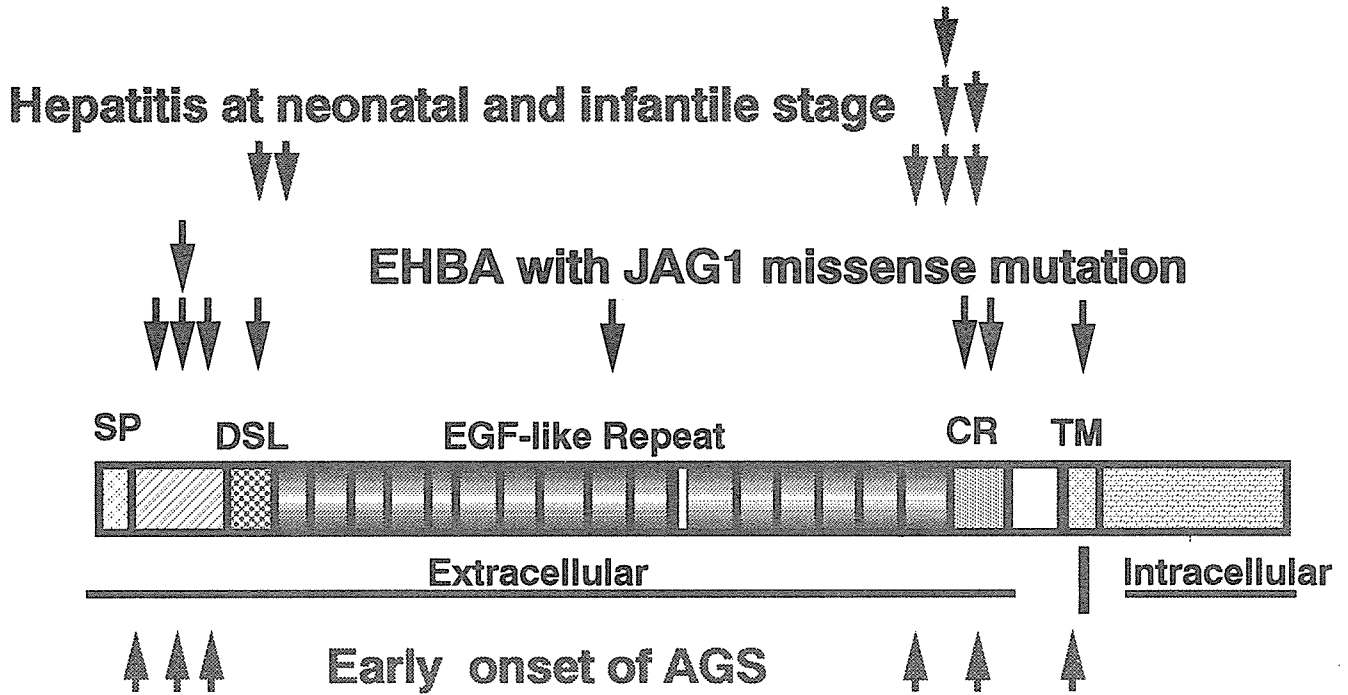 Hepatitis at neonatal and infantile stage
EHBA with JAG1 missense mutation
SP
DSL
EGF-like Repeat
CR
TM
Extracellular
Intracellular
Early onset of AGS